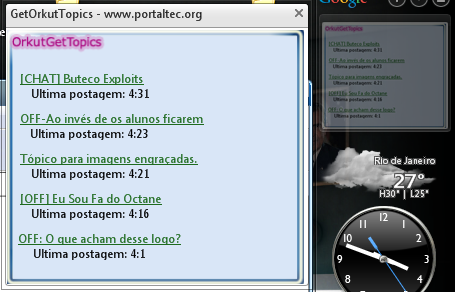 GetOrkutTopics - www.portaltec.org
OrkutGetTopics
[CHAT] Buteco Exploits
Ultima postagem: 4:31
OFF-Ao invés de os alunos ficarem
Ultima postagem: 4:23
Tópico para imagens engraçadas.
Ultima postagem: 4:21
[OFF] Eu Sou Fa do Octane
Ultima postagem: 4:16
OFF: O que acham desse logo?
Ultima postagem: 4:1
Google
OrkutGetTopics
[CHAT] Buteco Exploits
Ultima postagem: 4:31
OFF-Ao invés de os alunos ficarem
Ultima postagem: 4:23
Tópico para imagens engraçadas.
Ultima postagem: 4:21
[OFF] Eu Sou Fa do Octane
Ultima postagem: 4:16
OFF: O que acham desse logo?
Ultima postagem: 4:1
Rio de Janeiro
27°
H30° | L25°
12
1
2
3
4
5
6
7
8
9
10
11